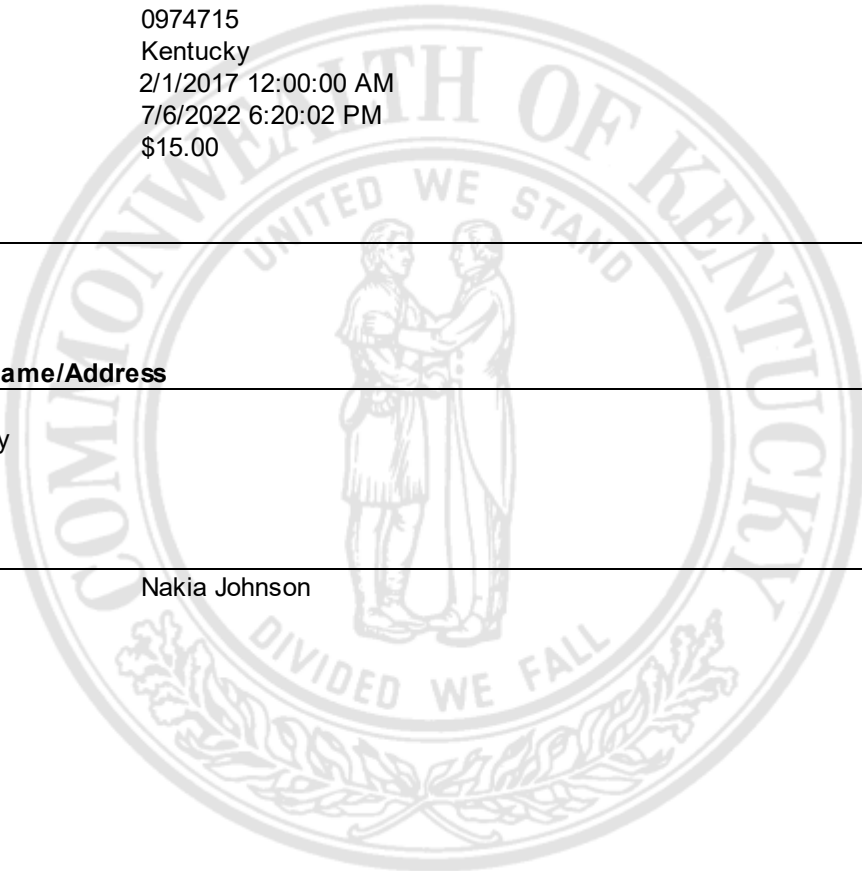 0974715
Kentucky
2/1/2017 12:00:00 AM
7/6/2022 6:20:02 PM
$15.00
COMMONWEALTH OF KENTUCKY
UNITED WE STAND
ame/Address
y
Nakia Johnson
DIVIDED WE FALL